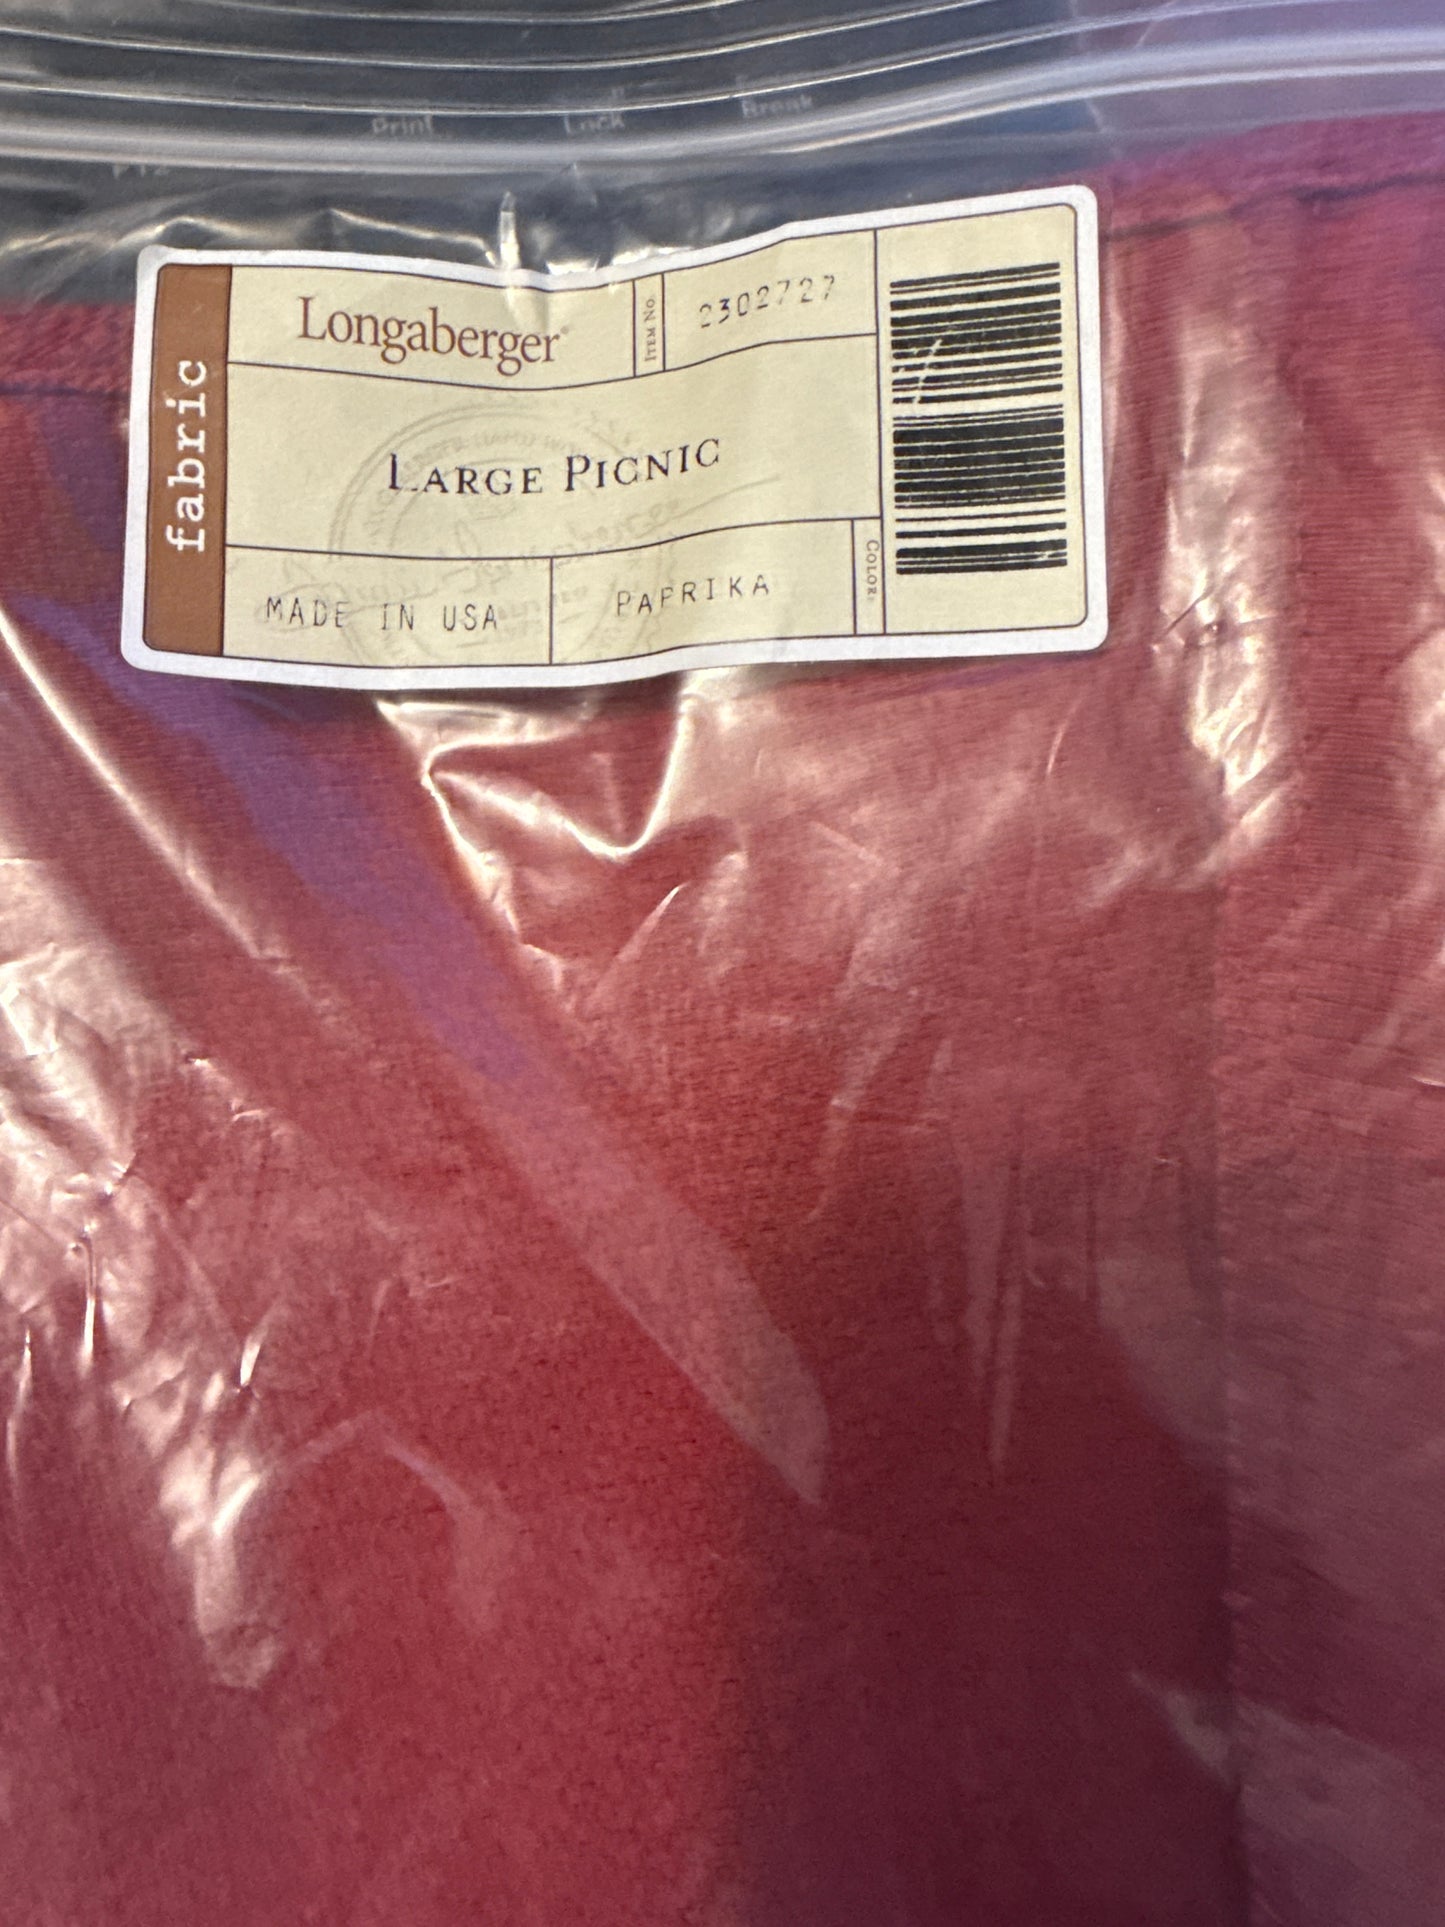 Print Lock Break
fabric
Longaberger®
ITEM NO.
2302727
LARGE PICNIC
MADE IN USA
PAPRIKA
COLOR: